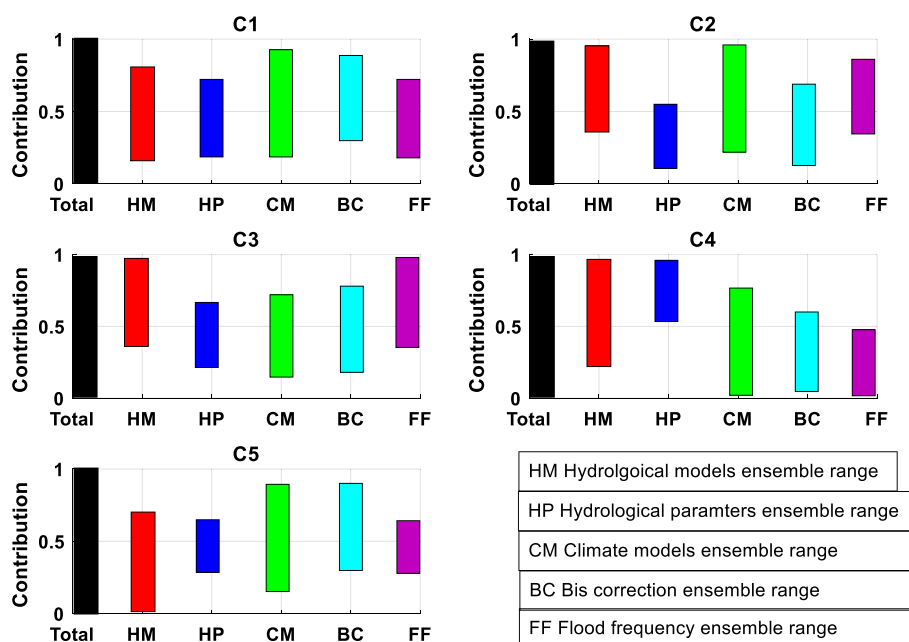 C1
Contribution
1
0.5
0
Total HM HP CM BC FF
C2
Contribution
1
0.5
0
Total HM HP CM BC FF
C3
Contribution
1
0.5
0
Total HM HP CM BC FF
C4
Contribution
1
0.5
0
Total HM HP CM BC FF
C5
Contribution
1
0.5
0
Total HM HP CM BC FF
HM Hydrolgoical models ensemble range
HP Hydrological paramters ensemble range
CM Climate models ensemble range
BC Bis correction ensemble range
FF Flood frequency ensemble range